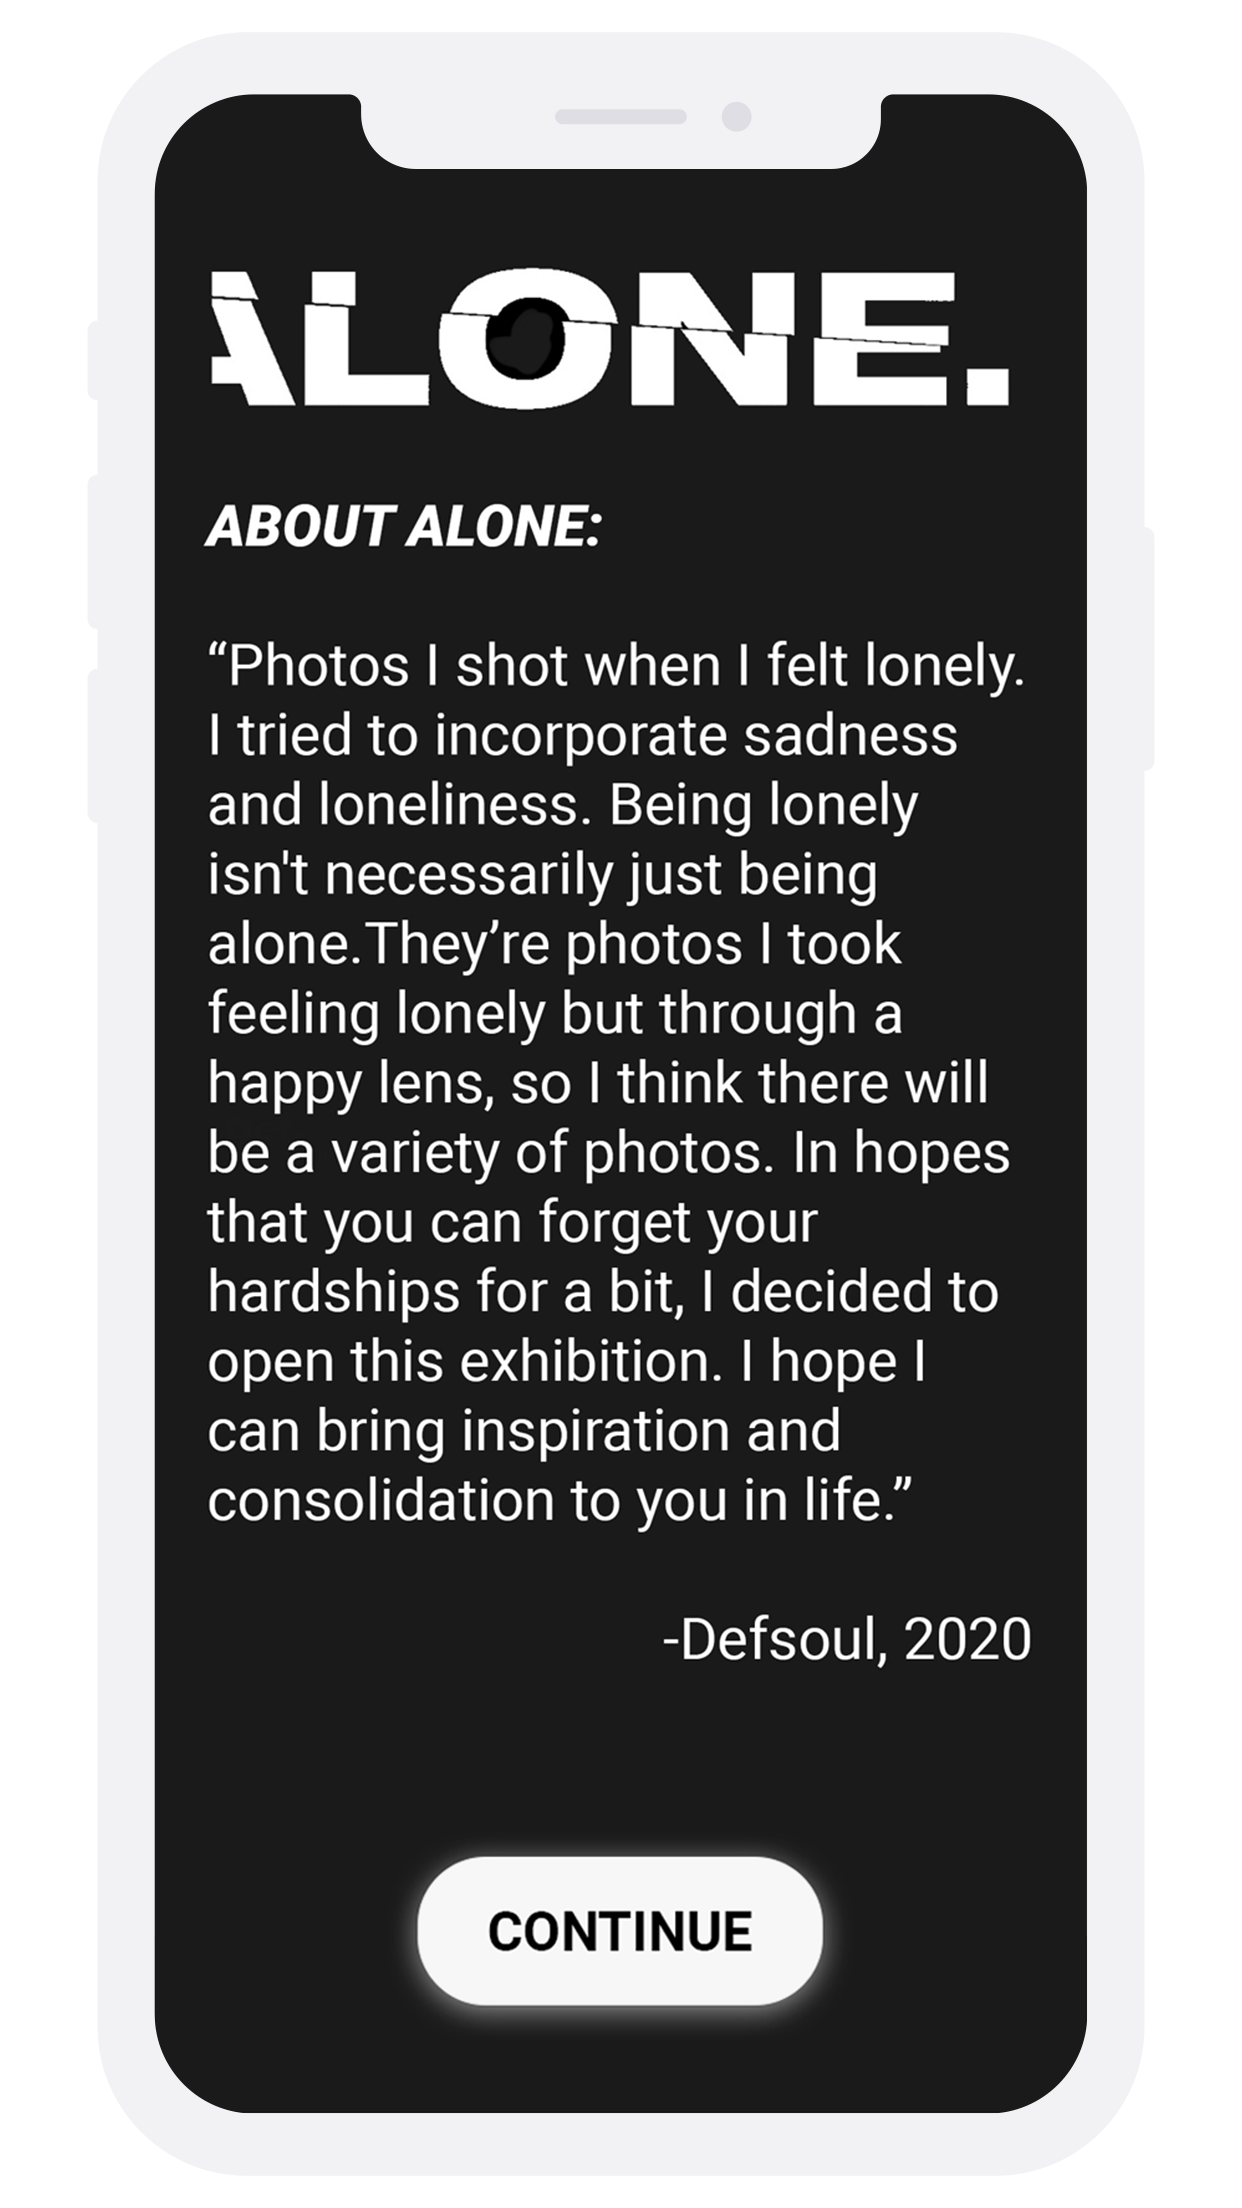 ALONE.
ABOUT ALONE:
“Photos I shot when I felt lonely.
I tried to incorporate sadness
and loneliness. Being lonely
isn't necessarily just being
alone.They’re photos I took
feeling lonely but through a
happy lens, so I think there will
be a variety of photos. In hopes
that you can forget your
hardships for a bit, I decided to
open this exhibition. I hope I
can bring inspiration and
consolidation to you in life.”
-Defsoul, 2020
CONTINUE